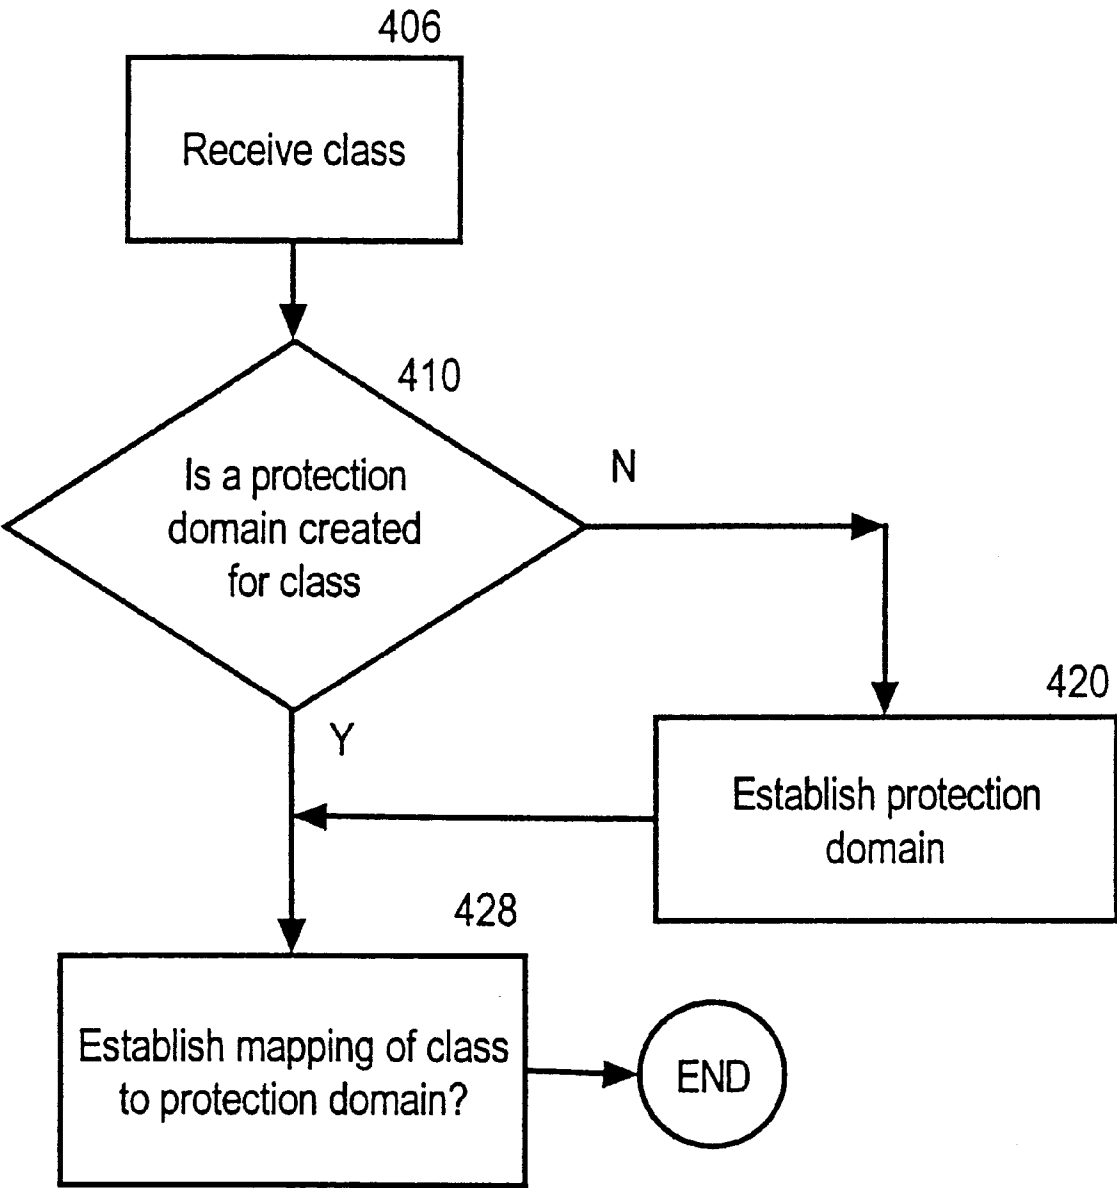 406
Receive class
410
Is a protection
domain created
for class
N
Y
420
Establish protection
domain
428
Establish mapping of class
to protection domain?
END